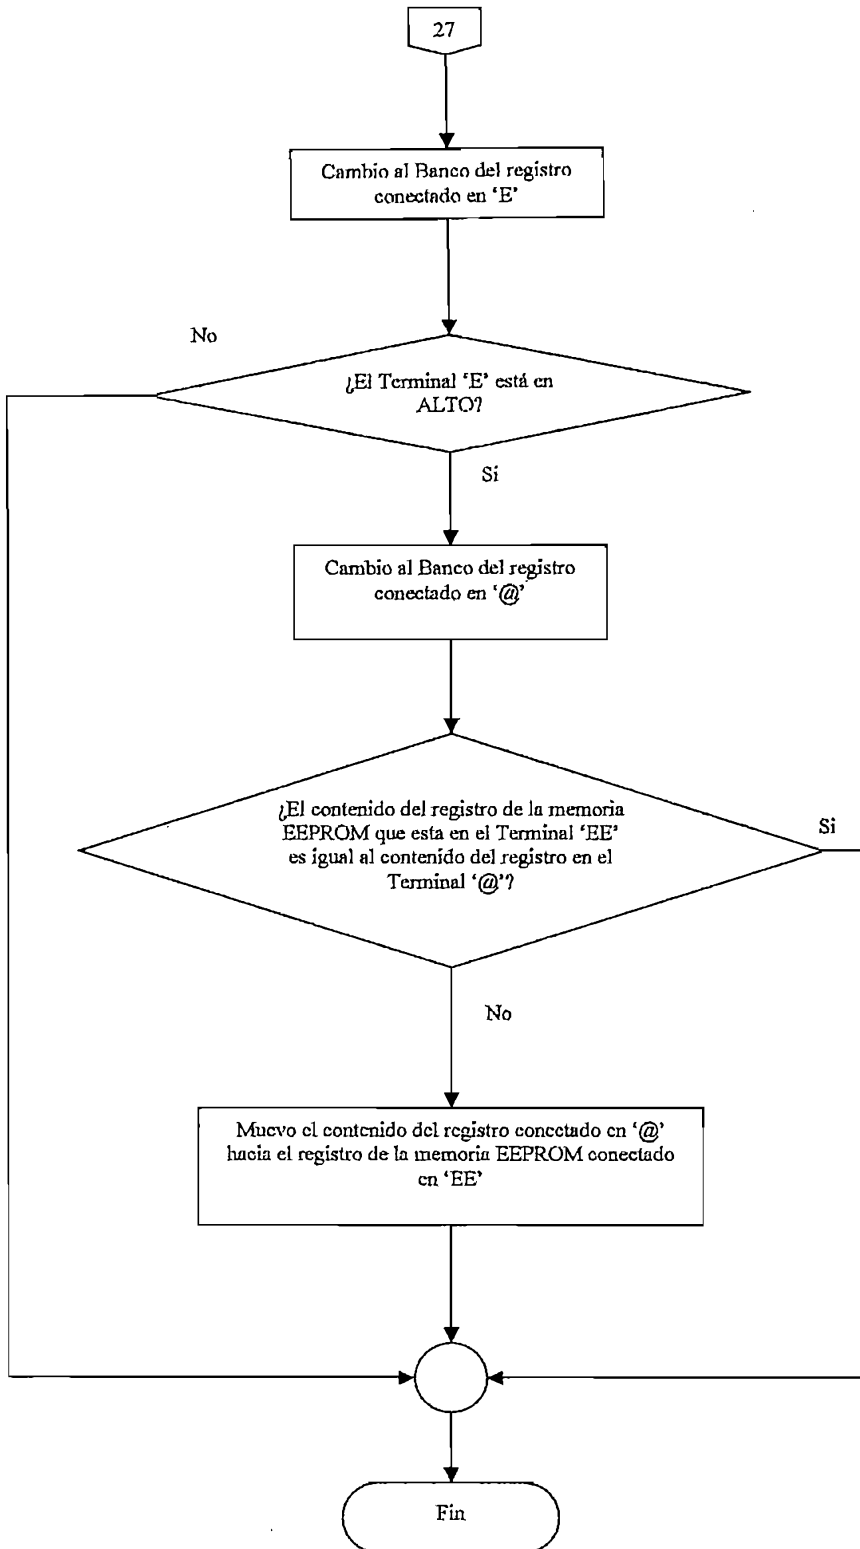 27
Cambio al Banco del registro
conectado en ‘E’
No
¿El Terminal ‘E’ está en
ALTO?
Si
Cambio al Banco del registro
conectado en ‘@’
¿El contenido del registro de la memoria
EEPROM que esta en el Terminal ‘EE’
es igual al contenido del registro en el
Terminal ‘@’?
Si
No
Muevo el contenido del registro conectado en ‘@’
hacia el registro de la memoria EEPROM conectado
en ‘EE’
Fin